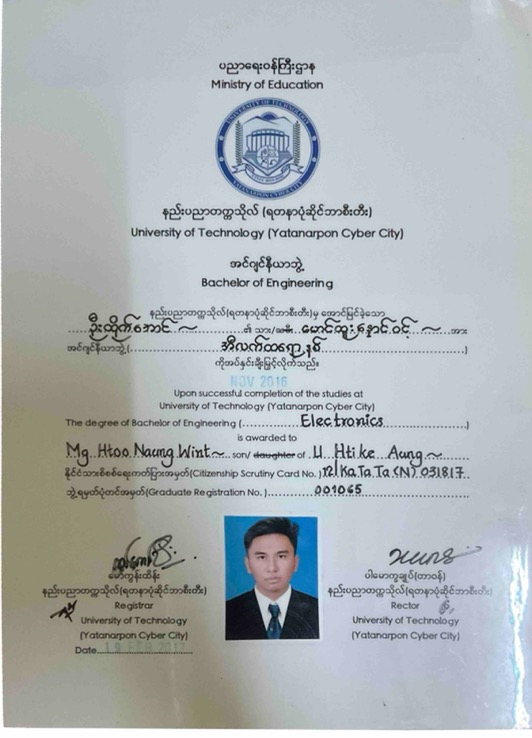 ပညာရေးဝန်ကြီးဌာန
Ministry of Education
UNIVERSITY OF TECHNOLOGY
YATANARPON CYBER CITY
နည်းပညာတက္ကသိုလ် (ရတနာပုံဆိုင်ဘာစီးတီး)
University of Technology (Yatanarpon Cyber City)
အင်ဂျင်နီယာဘွဲ့
Bachelor of Engineering
နည်းပညာတက္ကသိုလ်(ရတနာပုံဆိုင်ဘာစီးတီး)မှ အောင်မြင်ခဲ့သော
ဦးထိုက်အောင် ~ ၏ သား/သမီး မောင်ထူးနှောင်ဝင့် ~ အား
အင်ဂျင်နီယာဘွဲ့ (အီလက်ထရောနစ်)
ကိုအပ်နှင်းချီးမြှင့်လိုက်သည်။
NOV 2016
Upon successful completion of the studies at
University of Technology (Yatanarpon Cyber City)
The degree of Bachelor of Engineering (Electronics)
is awarded to
Mg Htoo Naung Wint ~ son/ daughter of U Htike Aung ~
နိုင်ငံသားစိစစ်ရေးကတ်ပြားအမှတ်(Citizenship Scrutiny Card No.) 12/KaTaTa(N)031817
ဘွဲ့ရမှတ်ပုံတင်အမှတ်(Graduate Registration No.) 001065
မော်ကွန်းထိန်း
နည်းပညာတက္ကသိုလ်(ရတနာပုံဆိုင်ဘာစီးတီး)
Registrar
University of Technology
(Yatanarpon Cyber City)
Date 19 FEB 2017
ပါမောက္ခချုပ်(တာဝန်)
နည်းပညာတက္ကသိုလ်(ရတနာပုံဆိုင်ဘာစီးတီး)
Rector
University of Technology
(Yatanarpon Cyber City)